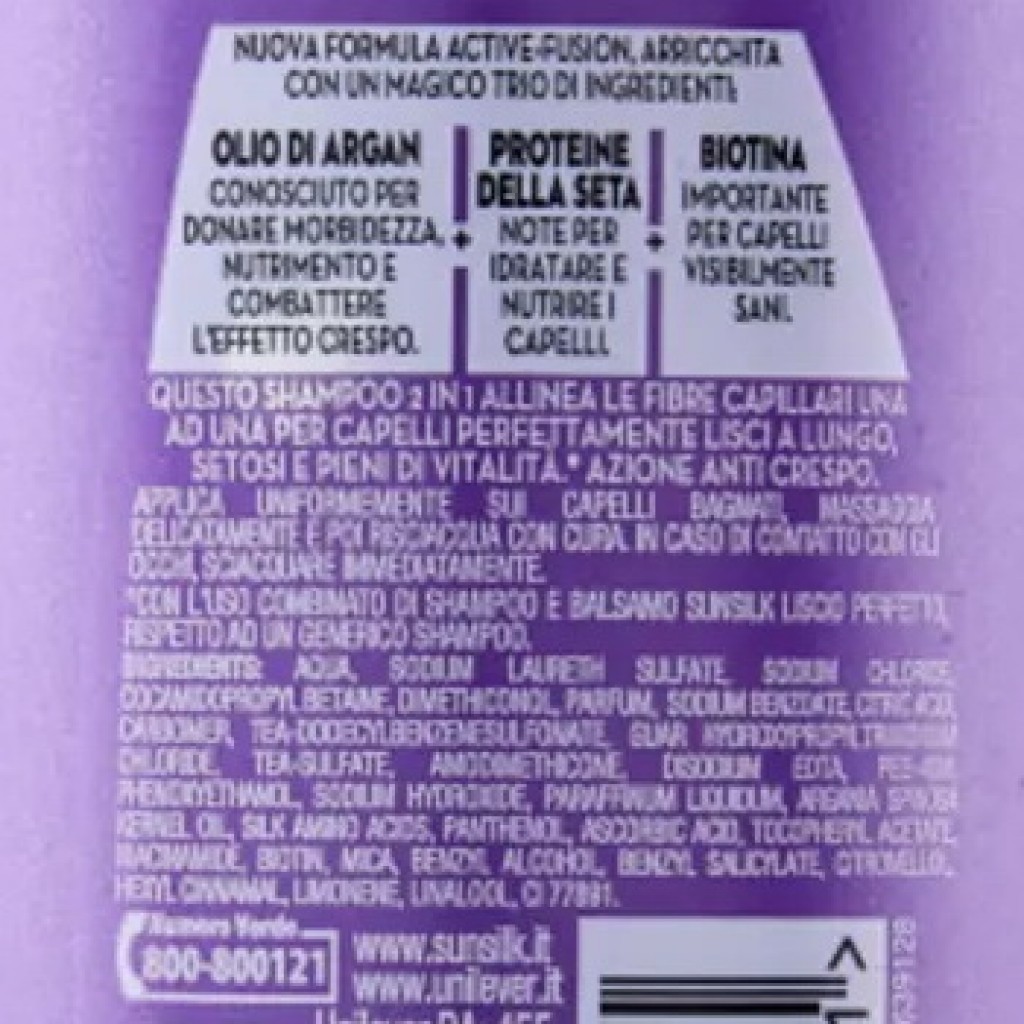 NUOVA FORMULA ACTIVE-FUSION, ARRICCHITA
CON UN MAGICO TRIO DI INGREDIENTI:
OLIO DI ARGAN
CONOSCIUTO PER
DONARE MORBIDEZZA,
NUTRIMENTO E
COMBATTERE
L'EFFETTO CRESPO.
+
PROTEINE
DELLA SETA
NOTE PER
IDRATARE E
NUTRIRE I
CAPELLI.
+
BIOTINA
IMPORTANTE
PER CAPELLI
VISIBILMENTE
SANI.
QUESTO SHAMPOO 2 IN 1 ALLINEA LE FIBRE CAPILLARI UNA
AD UNA PER CAPELLI PERFETTAMENTE LISCI A LUNGO,
SETOSI E PIENI DI VITALITÀ.* AZIONE ANTI CRESPO.
APPLICA UNIFORMEMENTE SUI CAPELLI BAGNATI, MASSAGGIA
DELICATAMENTE E POI RISCIACQUA CON CURA. IN CASO DI CONTATTO CON GLI
OCCHI, SCIACQUARE IMMEDIATAMENTE.
*CON L'USO COMBINATO DI SHAMPOO E BALSAMO SUNSILK LISCIO PERFETTO,
RISPETTO AD UN GENERICO SHAMPOO.
INGREDIENTS: AQUA, SODIUM LAURETH SULFATE, SODIUM CHLORIDE,
COCAMIDOPROPYL BETAINE, DIMETHICONOL, PARFUM, SODIUM BENZOATE, CITRIC ACID,
CARBOMER, TEA-DODECYLBENZENESULFONATE, GUAR HYDROXYPROPYLTRIMONIUM
CHLORIDE, TEA-SULFATE, AMODIMETHICONE, DISODIUM EDTA,
PHENOXYETHANOL, SODIUM HYDROXIDE, PARAFFINUM LIQUIDUM, ARGANIA SPINOSA
KERNEL OIL, SILK AMINO ACIDS, PANTHENOL, ASCORBIC ACID, TOCOPHERYL ACETATE,
NIACINAMIDE, BIOTIN, MICA, BENZYL ALCOHOL, BENZYL SALICYLATE, CITRONELLOL,
HEXYL CINNAMAL, LIMONENE, LINALOOL, CI 77891.
Numero Verde
800-800121
www.sunsilk.it
www.unilever.it